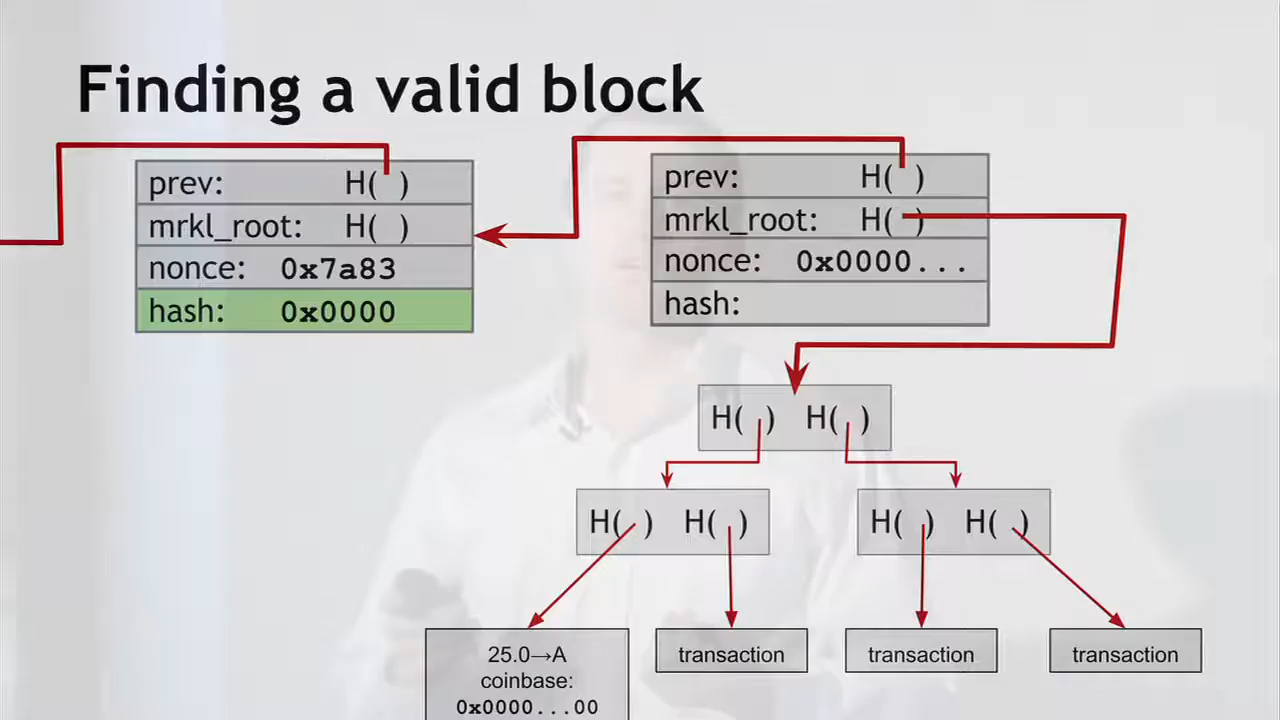 Finding a valid block
prev: H( )
mrkl_root: H( )
nonce: 0x7a83
hash: 0x0000
prev: H( )
mrkl_root: H( )
nonce: 0x0000...
hash:
H( ) H( )
H( ) H( )
H( ) H( )
25.0→A
coinbase:
0x0000...00
transaction
transaction
transaction